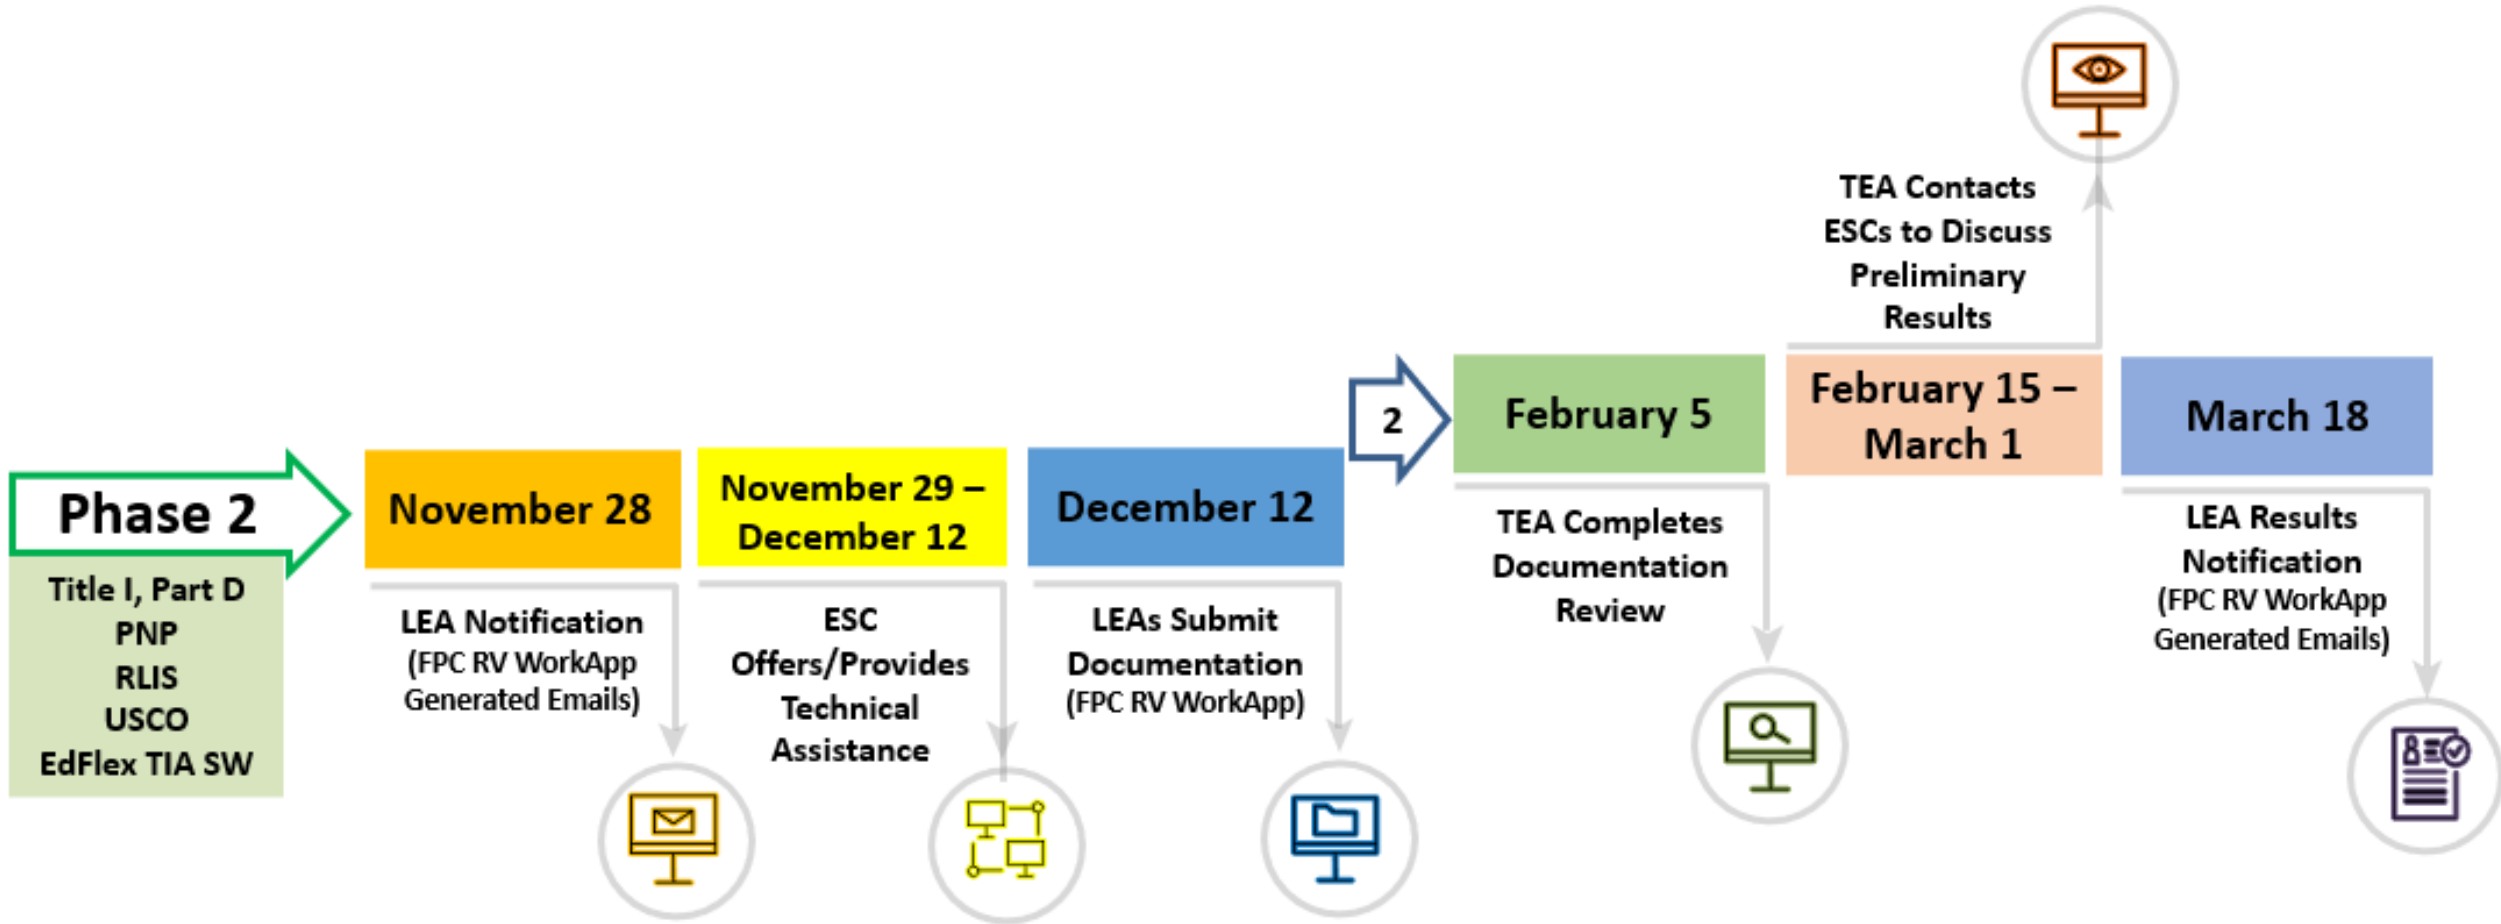 Phase 2
Title I, Part D
PNP
RLIS
USCO
EdFlex TIA SW
November 28
LEA Notification
(FPC RV WorkApp
Generated Emails)
November 29 –
December 12
ESC
Offers/Provides
Technical
Assistance
December 12
LEAs Submit
Documentation
(FPC RV WorkApp)
2
February 5
TEA Completes
Documentation
Review
TEA Contacts
ESCs to Discuss
Preliminary
Results
February 15 –
March 1
March 18
LEA Results
Notification
(FPC RV WorkApp
Generated Emails)